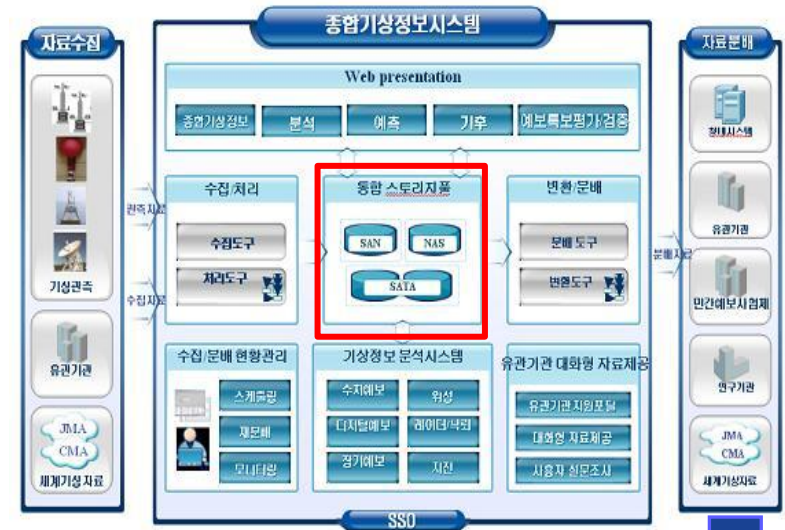 종합기상정보시스템
자료수집
자료분배
Web presentation
종합기상정보
분석
예측
기후
예보특보평가/검증
청내시스템
수집/처리
통합 스토리지풀
변환/분배
관측자료
유관기관
수집도구
SAN
NAS
분배 도구
분배자료
처리도구
SATA
변환도구
기상관측
수집자료
민간예보사업체
수집/분배 현황관리
기상정보 분석시스템
유관기관 대화형 자료제공
유관기관
스케줄링
수치예보
위성
유관기관지원포탈
연구기관
재분배
디지털예보
레이더/낙뢰
대화형 자료제공
JMA
CMA
모니터링
장기예보
지진
사용자 설문조사
JMA
CMA
세계기상자료
세계기상자료
SSO